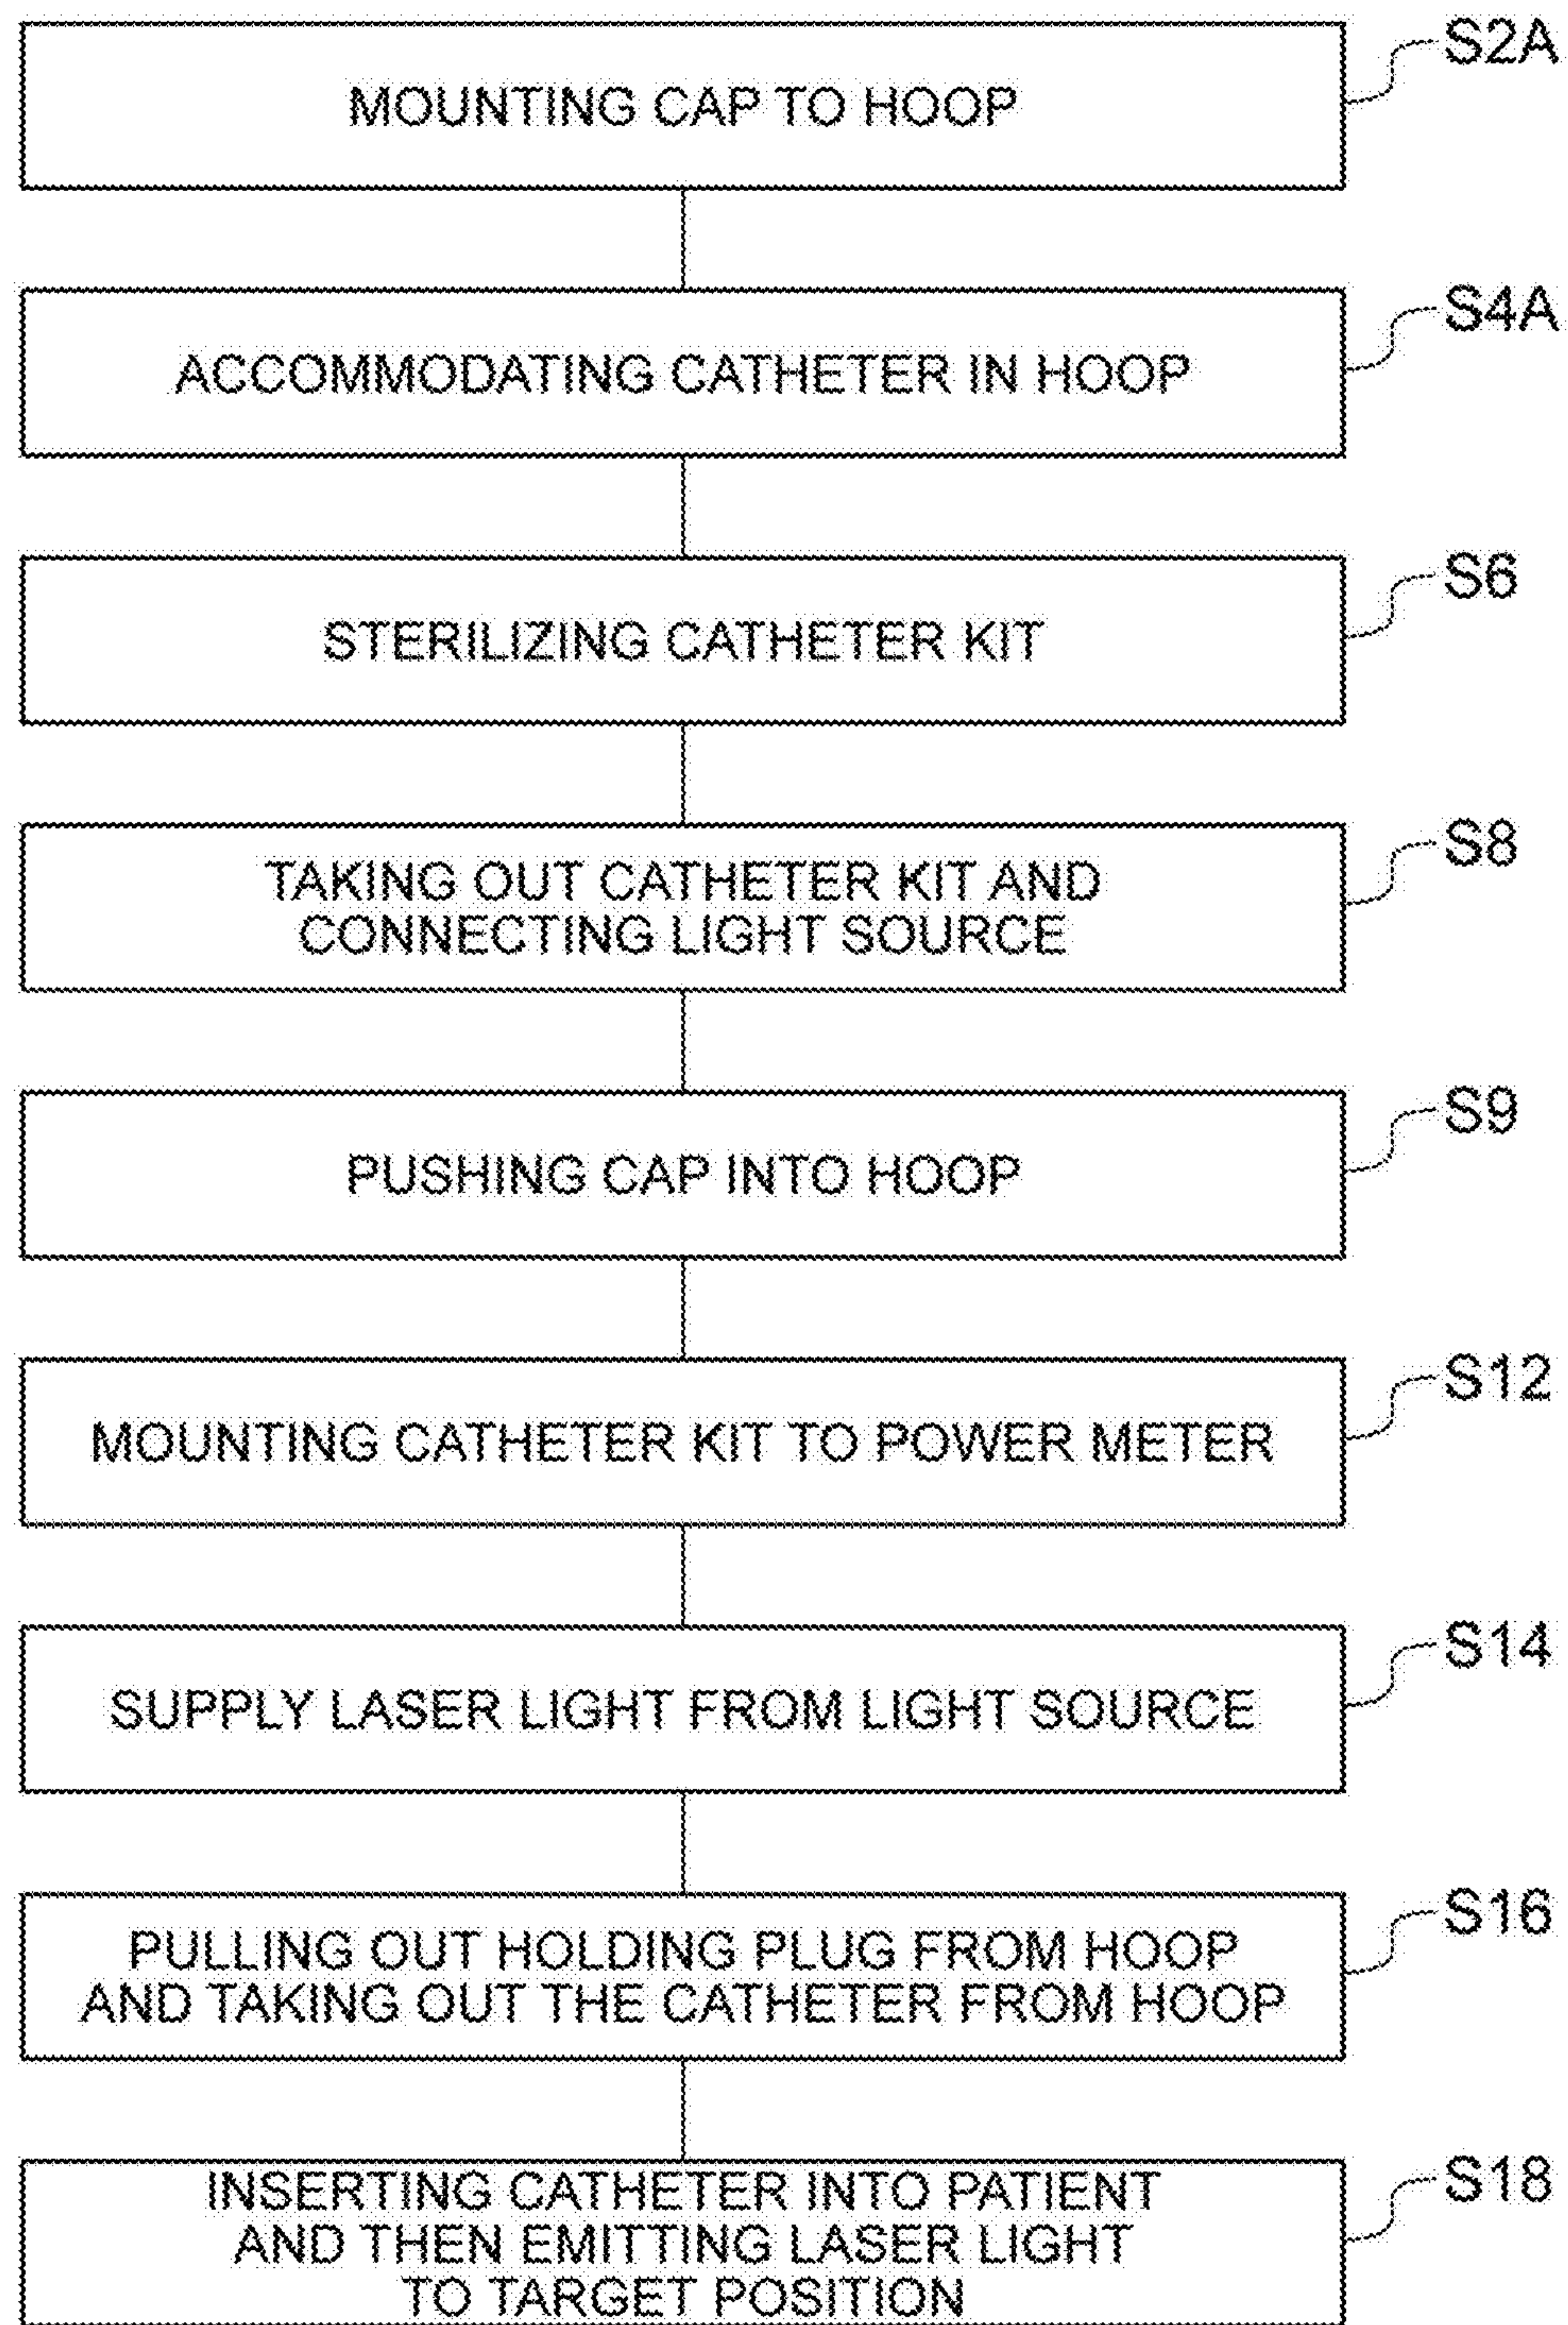 MOUNTING CAP TO HOOP
S2A
ACCOMMODATING CATHETER IN HOOP
S4A
STERILIZING CATHETER KIT
S6
TAKING OUT CATHETER KIT AND
CONNECTING LIGHT SOURCE
S8
PUSHING CAP INTO HOOP
S9
MOUNTING CATHETER KIT TO POWER METER
S12
SUPPLY LASER LIGHT FROM LIGHT SOURCE
S14
PULLING OUT HOLDING PLUG FROM HOOP
AND TAKING OUT THE CATHETER FROM HOOP
S16
INSERTING CATHETER INTO PATIENT
AND THEN EMITTING LASER LIGHT
TO TARGET POSITION
S18